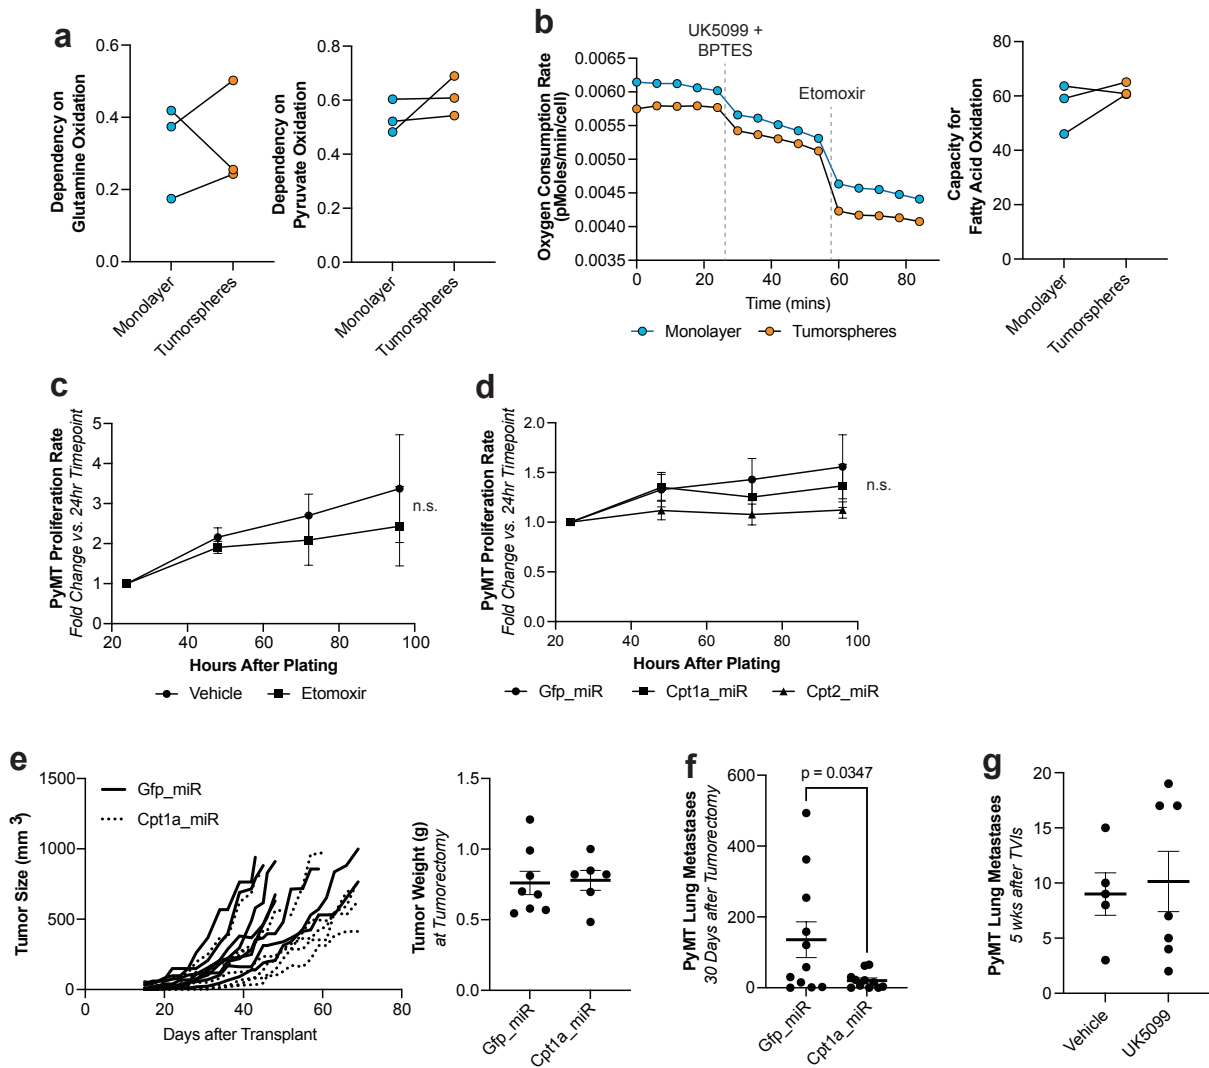 a
Dependency on
Glutamine Oxidation
0.6
0.4
0.2
0.0
Monolayer
Tumorspheres
Dependency on
Pyruvate Oxidation
0.8
0.6
0.4
0.2
0.0
Monolayer
Tumorspheres
b
UK5099 +
BPTES
Etomoxir
Oxygen Consumption Rate
(pMoles/min/cell)
0.0065
0.0060
0.0055
0.0050
0.0045
0.0040
0.0035
0
20
40
60
80
Time (mins)
Monolayer
Tumorspheres
Capacity for
Fatty Acid Oxidation
80
60
40
20
0
Monolayer
Tumorspheres
c
PyMT Proliferation Rate
Fold Change vs. 24hr Timepoint
5
4
3
2
1
0
20
40
60
80
100
n.s.
Hours After Plating
Vehicle
Etomoxir
d
PyMT Proliferation Rate
Fold Change vs. 24hr Timepoint
2.0
1.5
1.0
0.5
0.0
20
40
60
80
100
n.s.
Hours After Plating
Gfp_miR
Cpt1a_miR
Cpt2_miR
e
Tumor Size (mm 3)
1500
1000
500
0
0
20
40
60
80
Gfp_miR
Cpt1a_miR
Days after Transplant
Tumor Weight (g)
at Tumorectomy
1.5
1.0
0.5
0.0
Gfp_miR
Cpt1a_miR
f
PyMT Lung Metastases
30 Days after Tumorectomy
600
400
200
0
p = 0.0347
Gfp_miR
Cpt1a_miR
g
PyMT Lung Metastases
5 wks after TVIs
20
15
10
5
0
Vehicle
UK5099